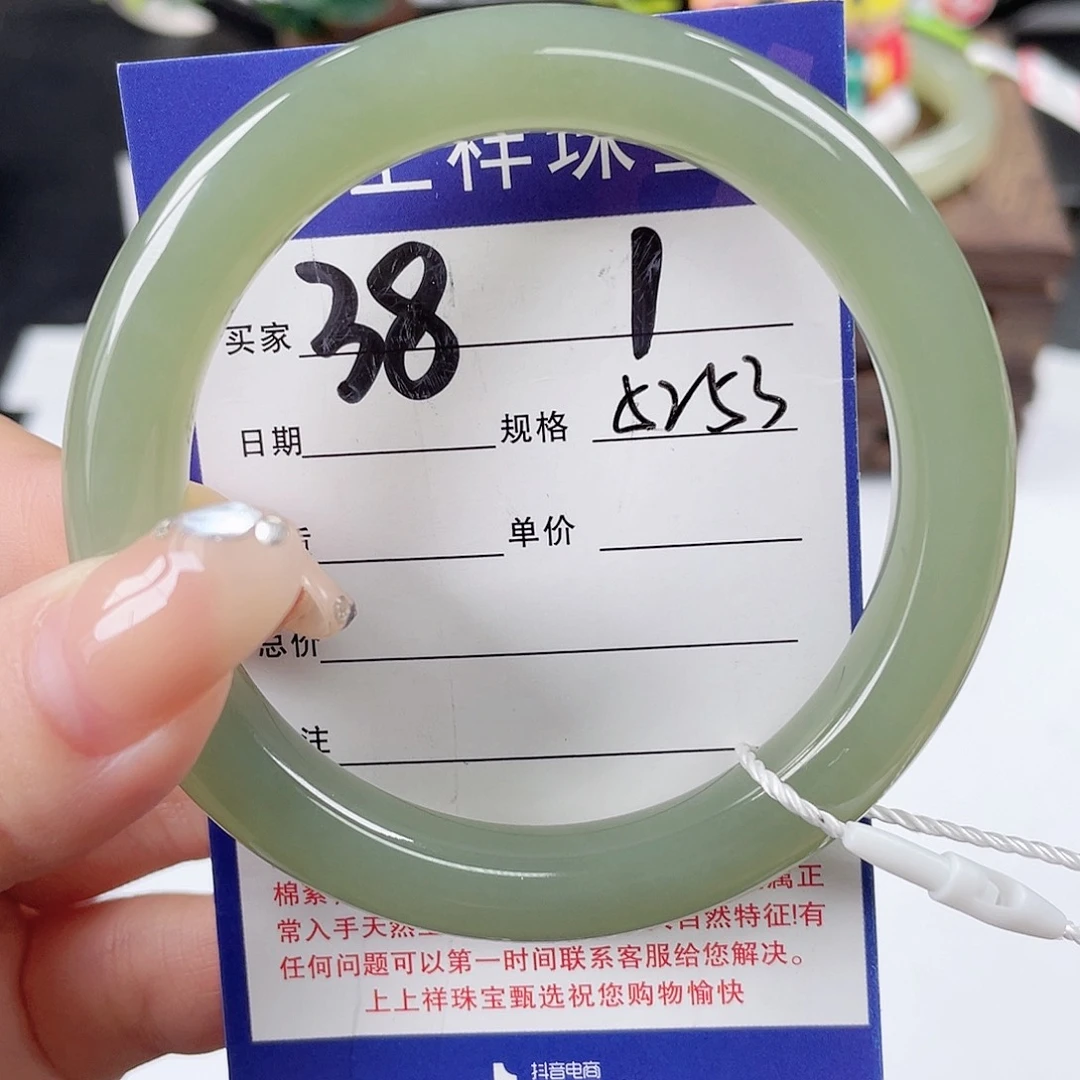 上祥珠
买家 38 1
日期 规格 5253
单价
总价
注
棉絮 属正
常入手天然 自然特征!有
任何问题可以第一时间联系客服给您解决。
上上祥珠宝甄选祝您购物愉快
抖音电商